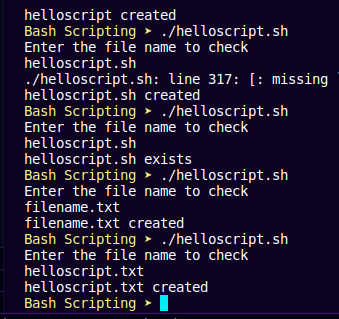 helloscript created
Bash Scripting ➤ ./helloscript.sh
Enter the file name to check
helloscript.sh
./helloscript.sh: line 317: [: missing `
helloscript.sh created
Bash Scripting ➤ ./helloscript.sh
Enter the file name to check
helloscript.sh
helloscript.sh exists
Bash Scripting ➤ ./helloscript.sh
Enter the file name to check
filename.txt
filename.txt created
Bash Scripting ➤ ./helloscript.sh
Enter the file name to check
helloscript.txt
helloscript.txt created
Bash Scripting ➤